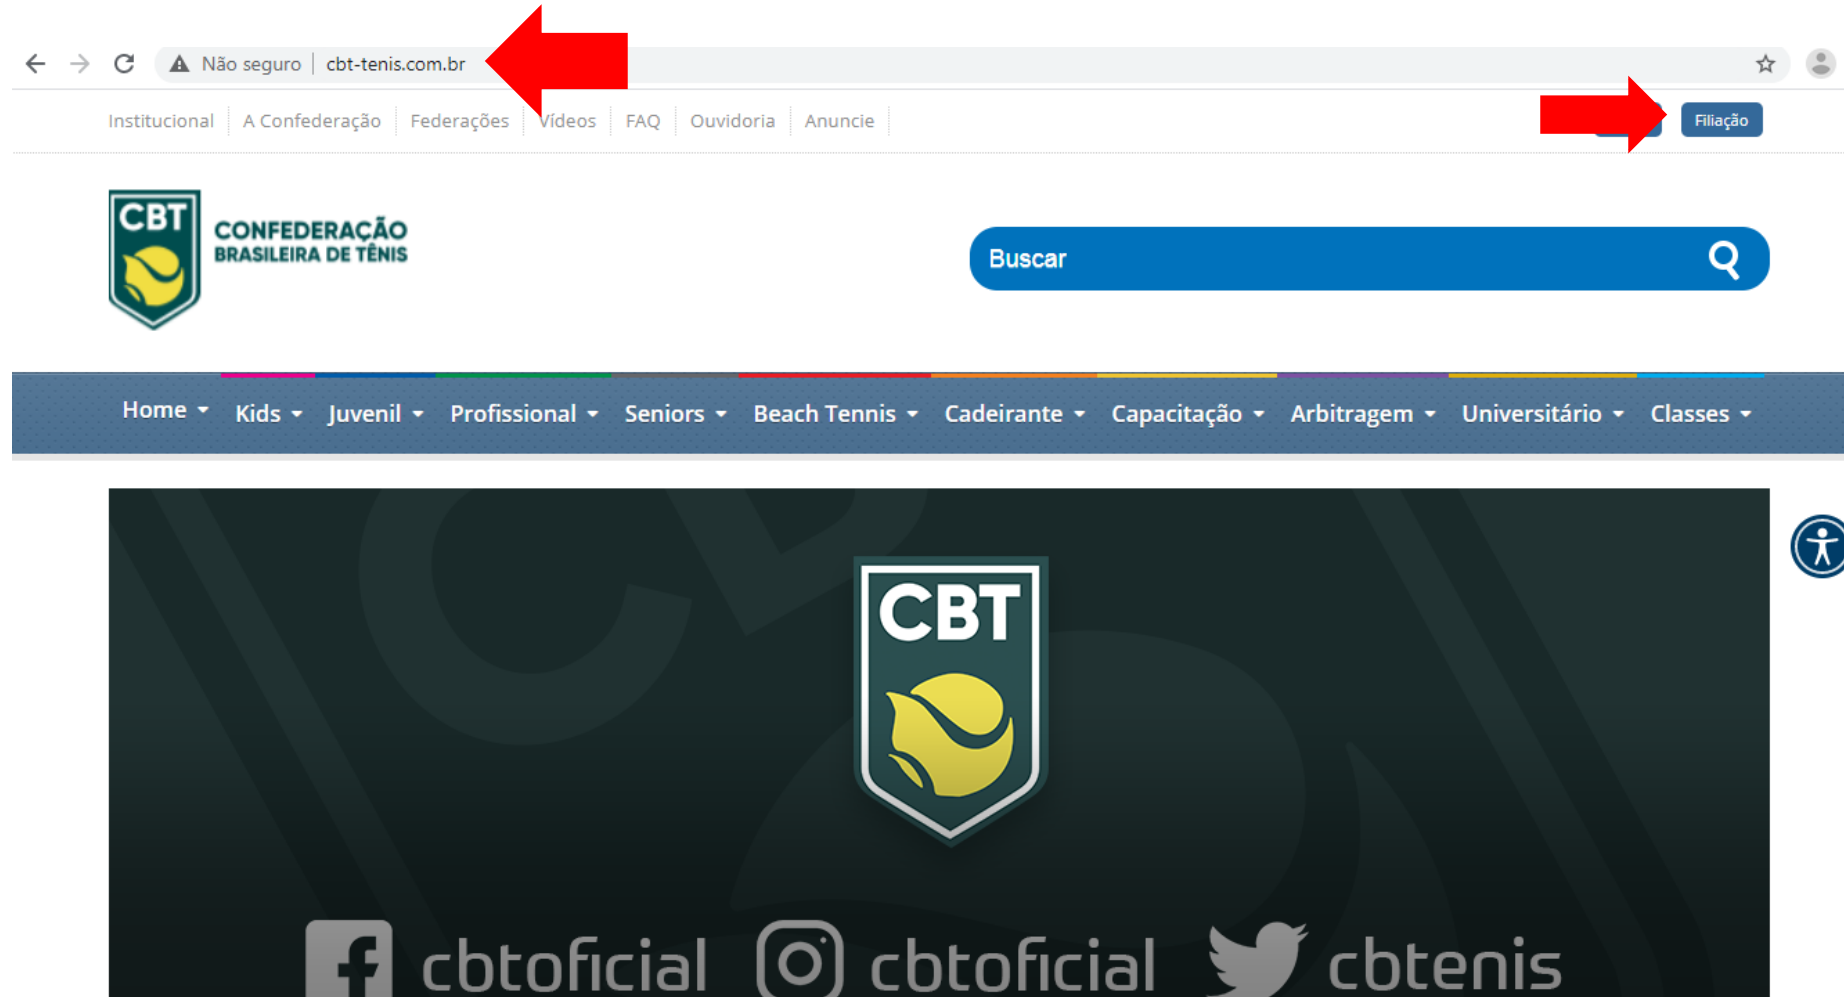 Não seguro | cbt-tenis.com.br
Institucional A Confederação Federações Vídeos FAQ Ouvidoria Anuncie Filiação
CBT
CONFEDERAÇÃO
BRASILEIRA DE TÊNIS
Buscar
Home Kids Juvenil Profissional Seniors Beach Tennis Cadeirante Capacitação Arbitragem Universitário Classes
CBT
cbtoficial cbtoficial cbtenis